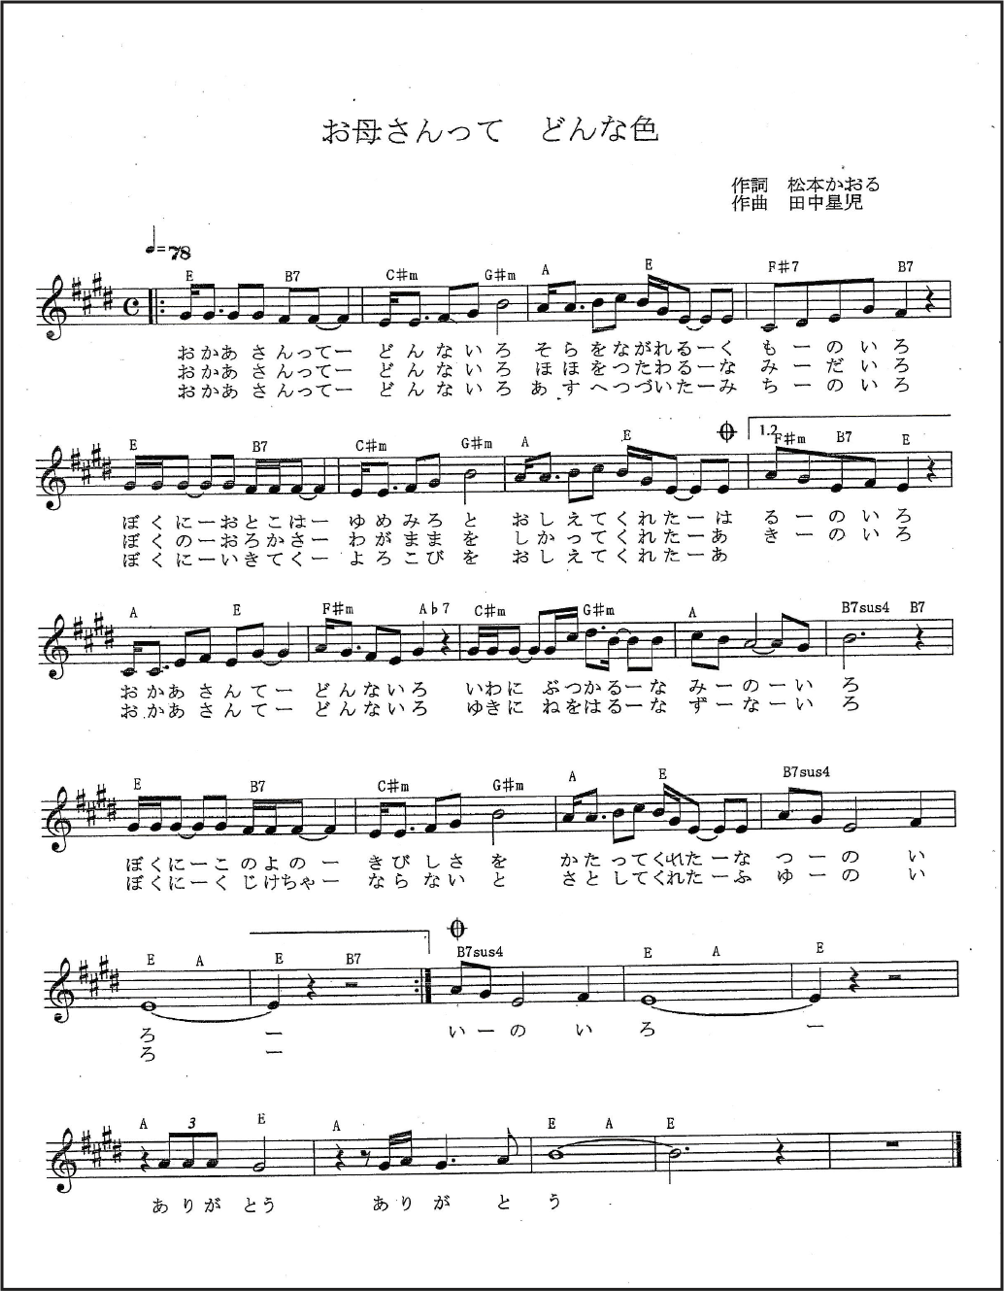 お母さんって　どんな色
作詞　松本かおる
作曲　田中星児
♩=78
E B7 C♯m G♯m A E F♯7 B7
おかあ さんってー どんないろ そらをながれるーく もーのいろ
おかあ さんってー どんないろ ほほをつたわるーな みーだいろ
おかあ さんってー どんないろ あすへつづいたーみ ちーのいろ
E B7 C♯m G♯m A E 1.2. F♯m B7 E
ぼくにーおとこはー ゆめみろ と おしえてくれたーは るーのいろ
ぼくのーおろかさー わがまま を しかってくれたーあ きーのいろ
ぼくにーいきてくー よろこび を おしえてくれたーあ
A E F♯m A♭7 C♯m G♯m A B7sus4 B7
おかあ さんてー どんないろ いわに ぶつかるーな みーのーい ろ
おかあ さんてー どんないろ ゆきに ねをはるーな ずーなーい ろ
E B7 C♯m G♯m A E B7sus4
ぼくにーこのよの ー きびしさ を かたってくれたーな つーの い
ぼくにーくじけちゃー ならない と さとしてくれたーふ ゆーの い
E A E B7 B7sus4 E A E
ろ ー いーの い ろ ー
ろ ー
A 3 E A E A E
ありが とう ありが と う